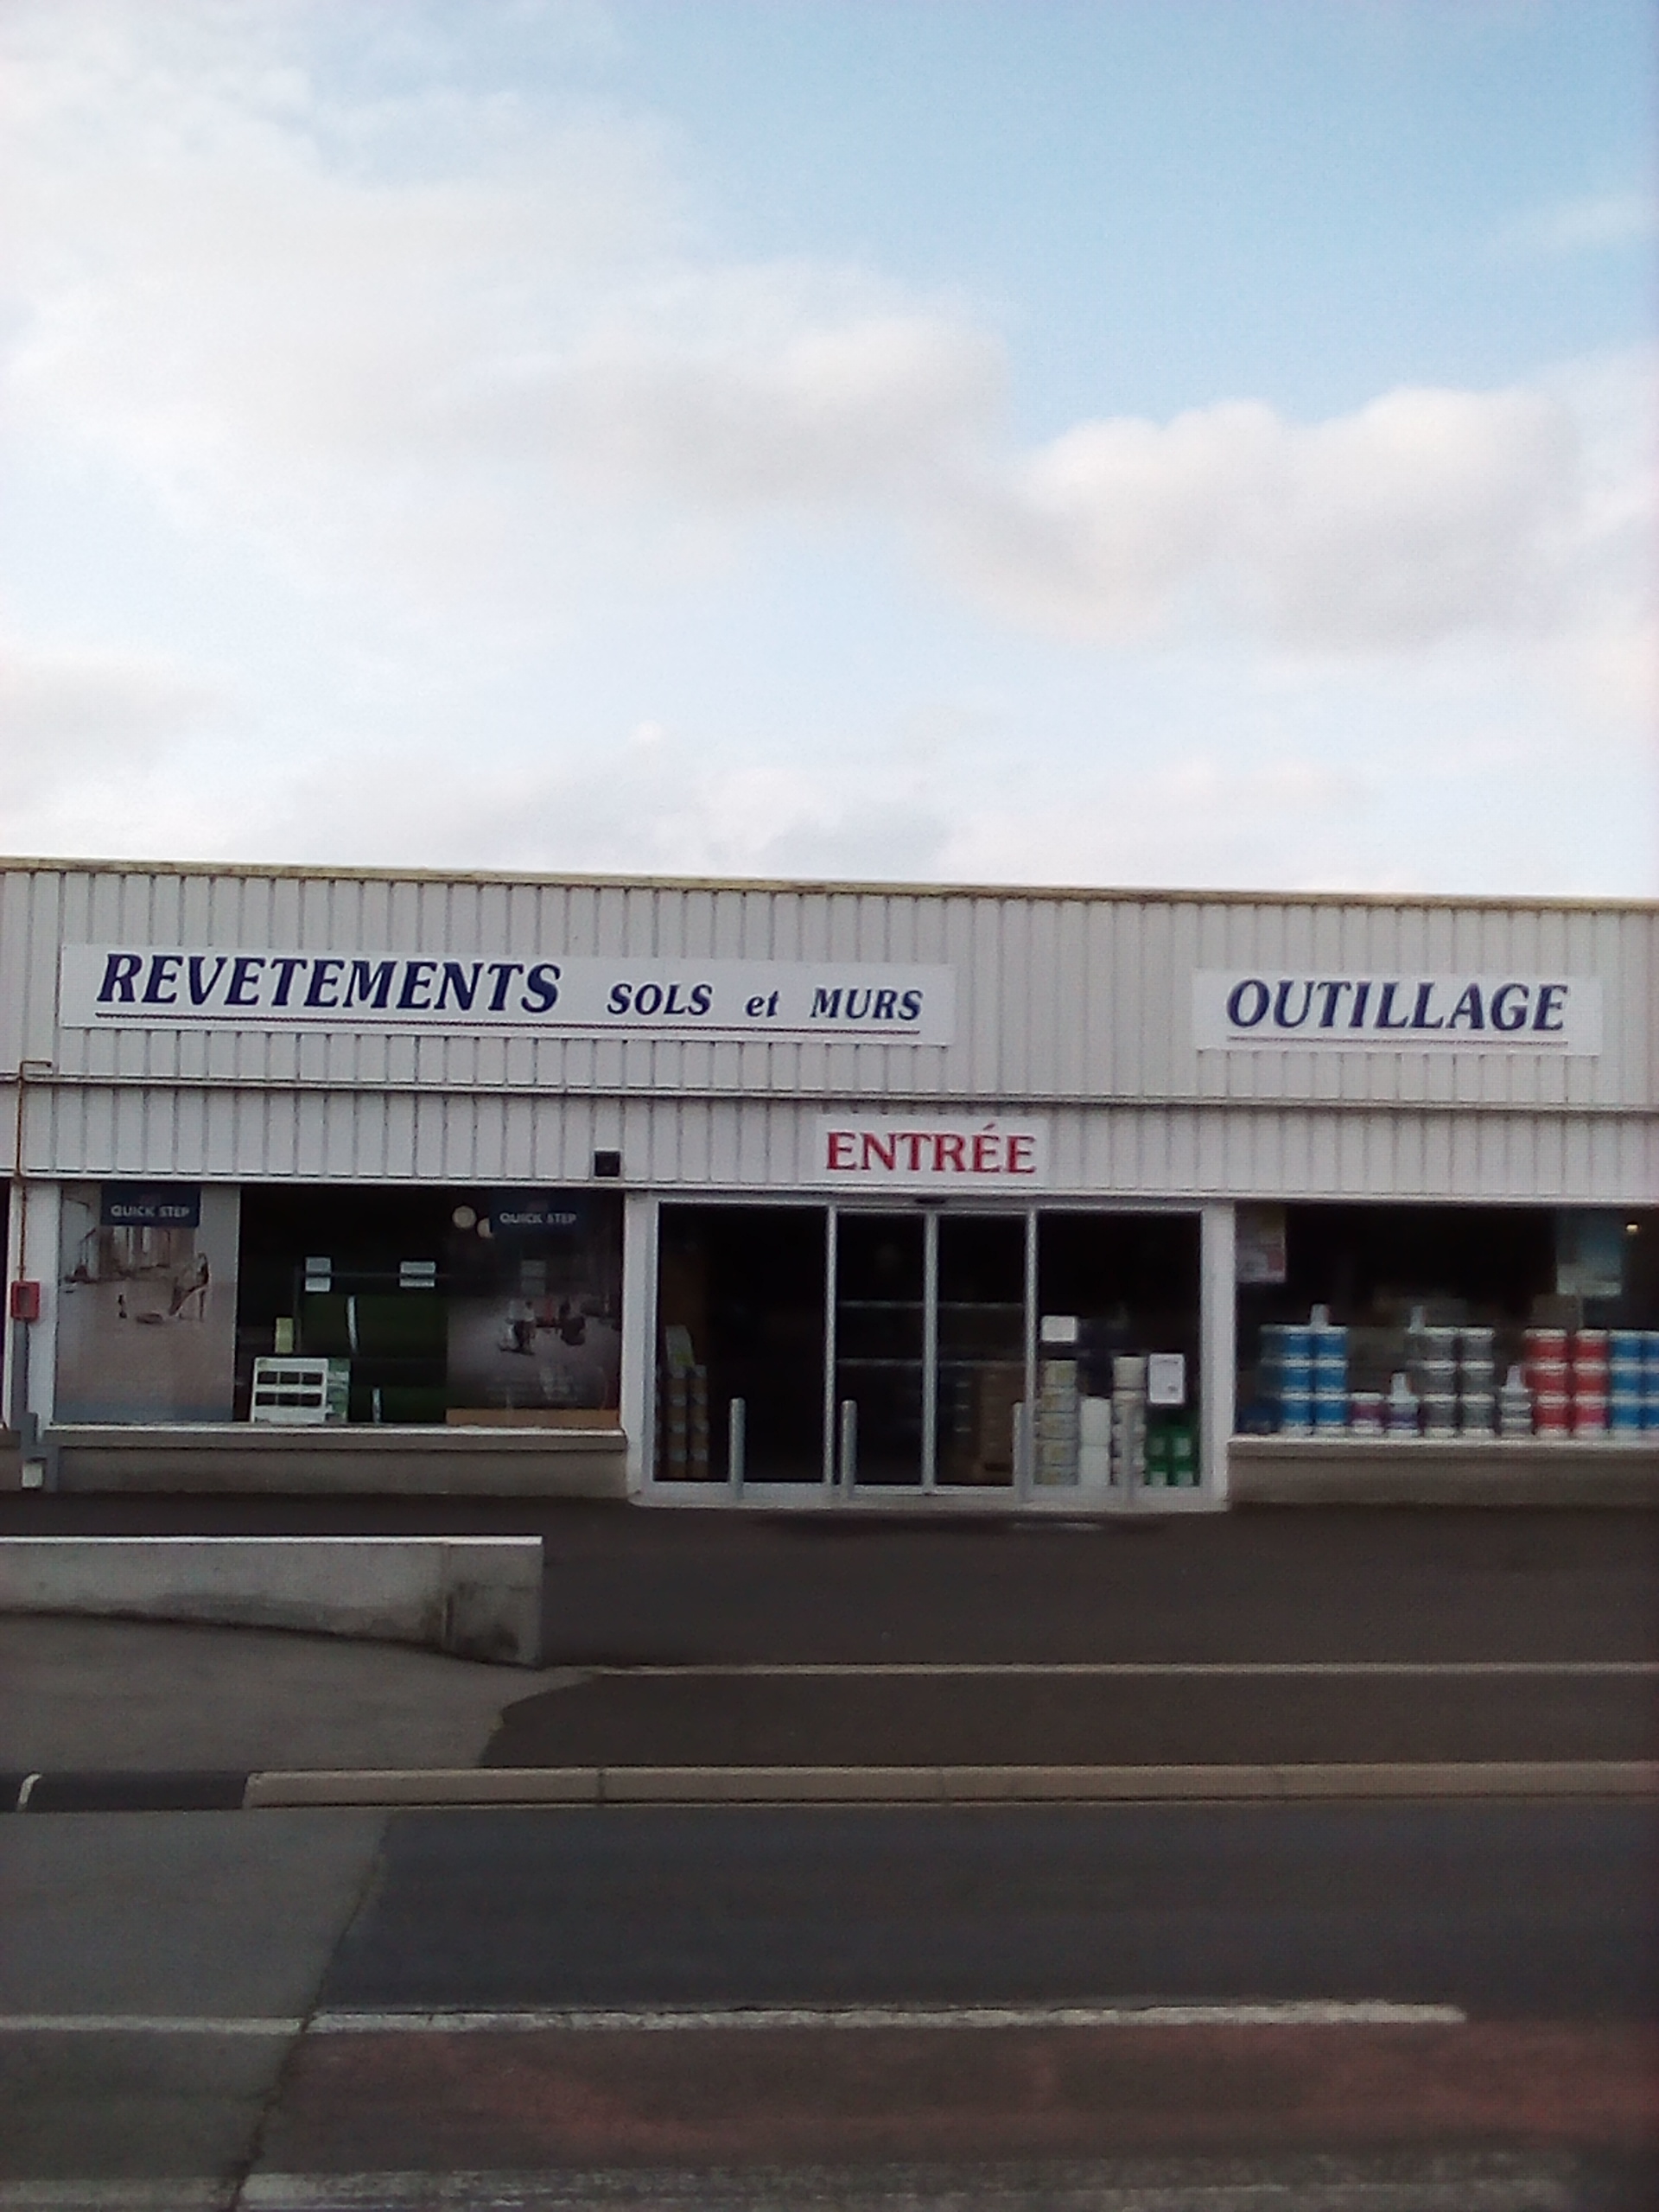 REVETEMENTS SOLS et MURS
OUTILLAGE
ENTRÉE
QUICK STEP
QUICK STEP